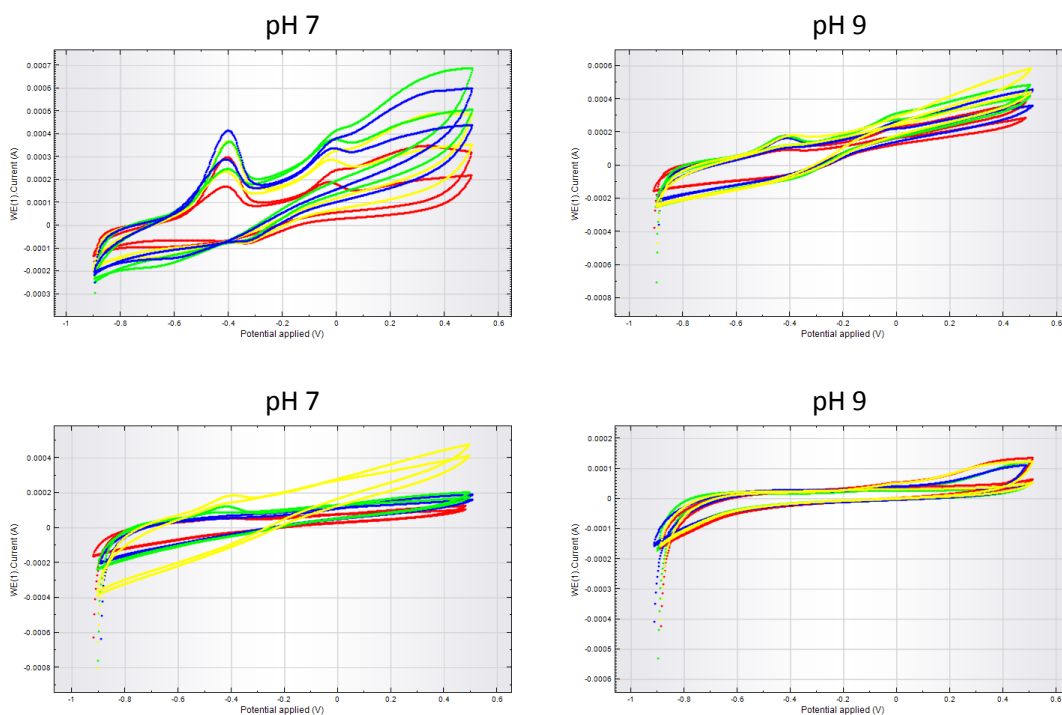 pH 7
WE(1).Current (A)
0.0007
0.0006
0.0005
0.0004
0.0003
0.0002
0.0001
0
-0.0001
-0.0002
-0.0003
-1 -0.8 -0.6 -0.4 -0.2 0 0.2 0.4 0.6
Potential applied (V)
pH 9
WE(1).Current (A)
0.0006
0.0004
0.0002
0
-0.0002
-0.0004
-0.0006
-0.0008
-1 -0.8 -0.6 -0.4 -0.2 0 0.2 0.4 0.6
Potential applied (V)
pH 7
WE(1).Current (A)
0.0004
0.0002
0
-0.0002
-0.0004
-0.0006
-0.0008
-1 -0.8 -0.6 -0.4 -0.2 0 0.2 0.4 0.6
Potential applied (V)
pH 9
WE(1).Current (A)
0.0002
0.0001
0
-0.0001
-0.0002
-0.0003
-0.0004
-0.0005
-0.0006
-1 -0.8 -0.6 -0.4 -0.2 0 0.2 0.4 0.6
Potential applied (V)